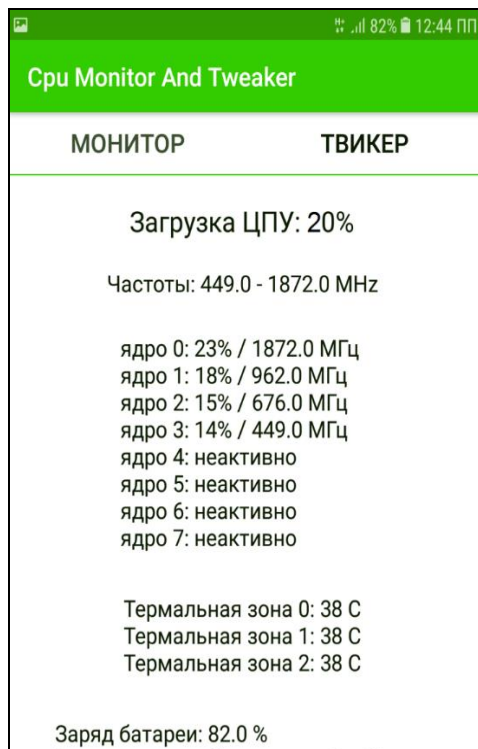 82% 12:44 ПП
Cpu Monitor And Tweaker
МОНИТОР ТВИКЕР
Загрузка ЦПУ: 20%
Частоты: 449.0 - 1872.0 MHz
ядро 0: 23% / 1872.0 МГц
ядро 1: 18% / 962.0 МГц
ядро 2: 15% / 676.0 МГц
ядро 3: 14% / 449.0 МГц
ядро 4: неактивно
ядро 5: неактивно
ядро 6: неактивно
ядро 7: неактивно
Термальная зона 0: 38 C
Термальная зона 1: 38 C
Термальная зона 2: 38 C
Заряд батареи: 82.0 %